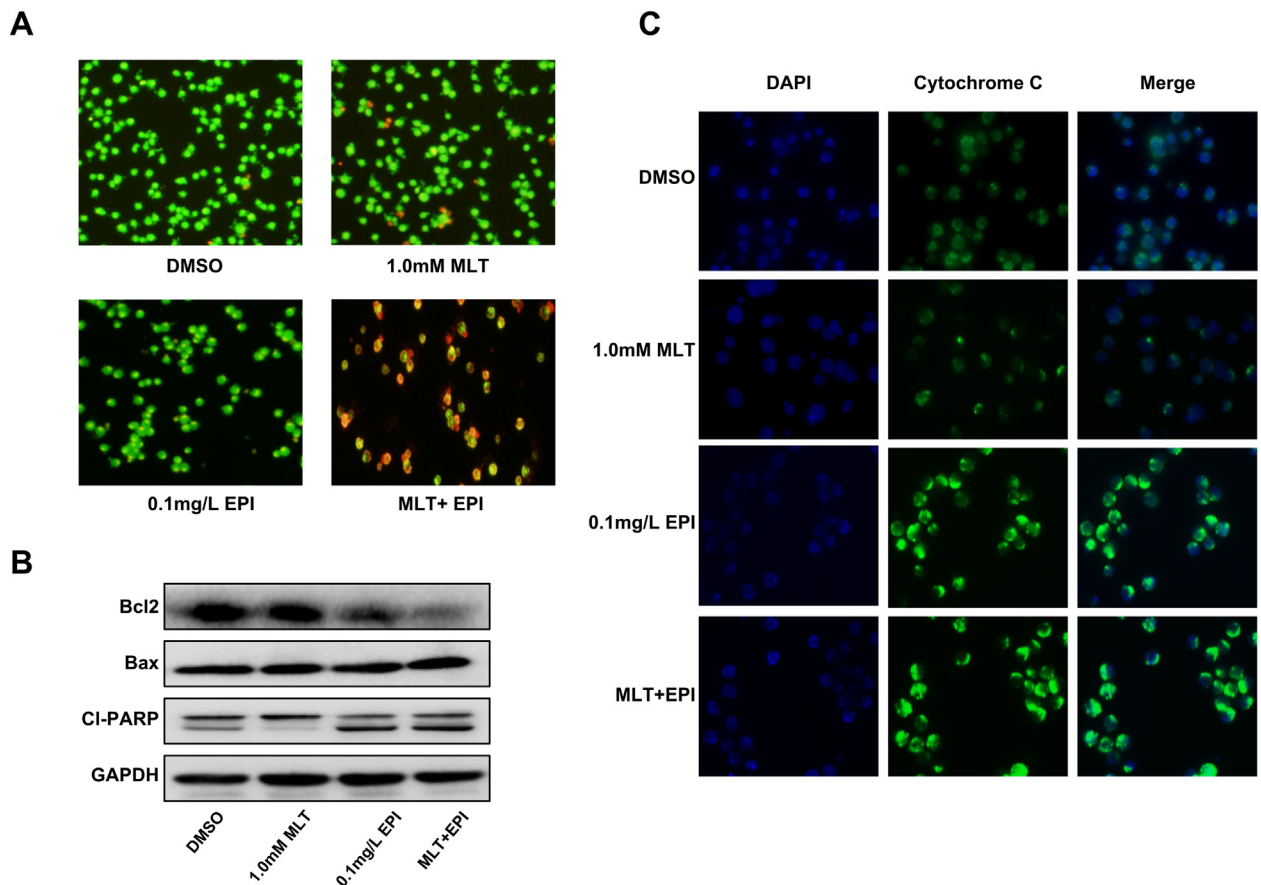 A
DMSO
1.0mM MLT
0.1mg/L EPI
MLT+ EPI
B
Bcl2
Bax
Cl-PARP
GAPDH
DMSO
1.0mM MLT
0.1mg/L EPI
MLT+EPI
C
DAPI
Cytochrome C
Merge
DMSO
1.0mM MLT
0.1mg/L EPI
MLT+EPI